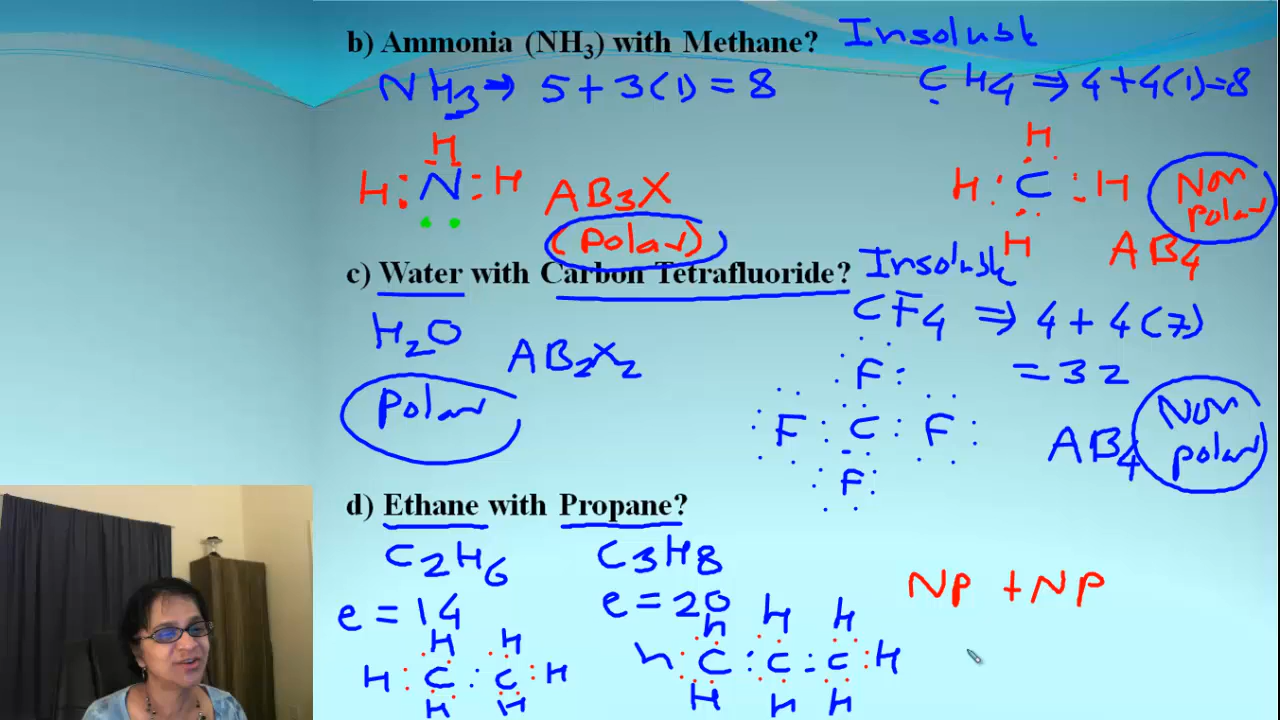 b) Ammonia (NH3) with Methane? Insoluble
NH3 → 5 + 3(1) = 8
CH4 ⇒ 4 + 4(1) = 8
H
H : N : H
AB3X
(Polar)
H
H : C : H
H
AB4
Non
polar
c) Water with Carbon Tetrafluoride? Insoluble
H2O
AB2X2
Polar
CF4 ⇒ 4 + 4(7)
= 32
F
F : C : F
F
AB4
Non
polar
d) Ethane with Propane?
C2H6
C3H8
e = 14
e = 20
H H
H : C : C : H
H H
h h h
h C : C : C : H
H H H
NP + NP